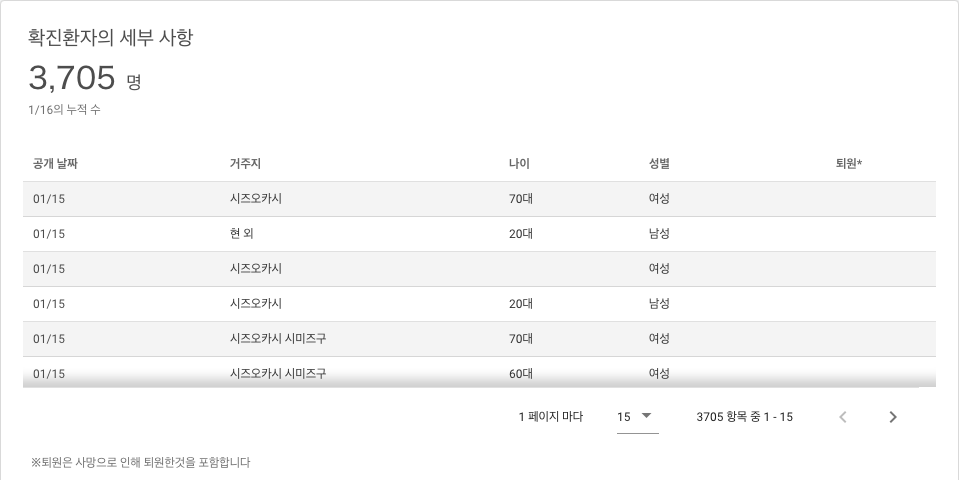 확진환자의 세부 사항
3,705 명
1/16의 누적 수
공개 날짜 거주지 나이 성별 퇴원*
01/15 시즈오카시 70대 여성
01/15 현 외 20대 남성
01/15 시즈오카시 여성
01/15 시즈오카시 20대 남성
01/15 시즈오카시 시미즈구 70대 여성
01/15 시즈오카시 시미즈구 60대 여성
1 페이지 마다 15 3705 항목 중 1 - 15
※퇴원은 사망으로 인해 퇴원한것을 포함합니다